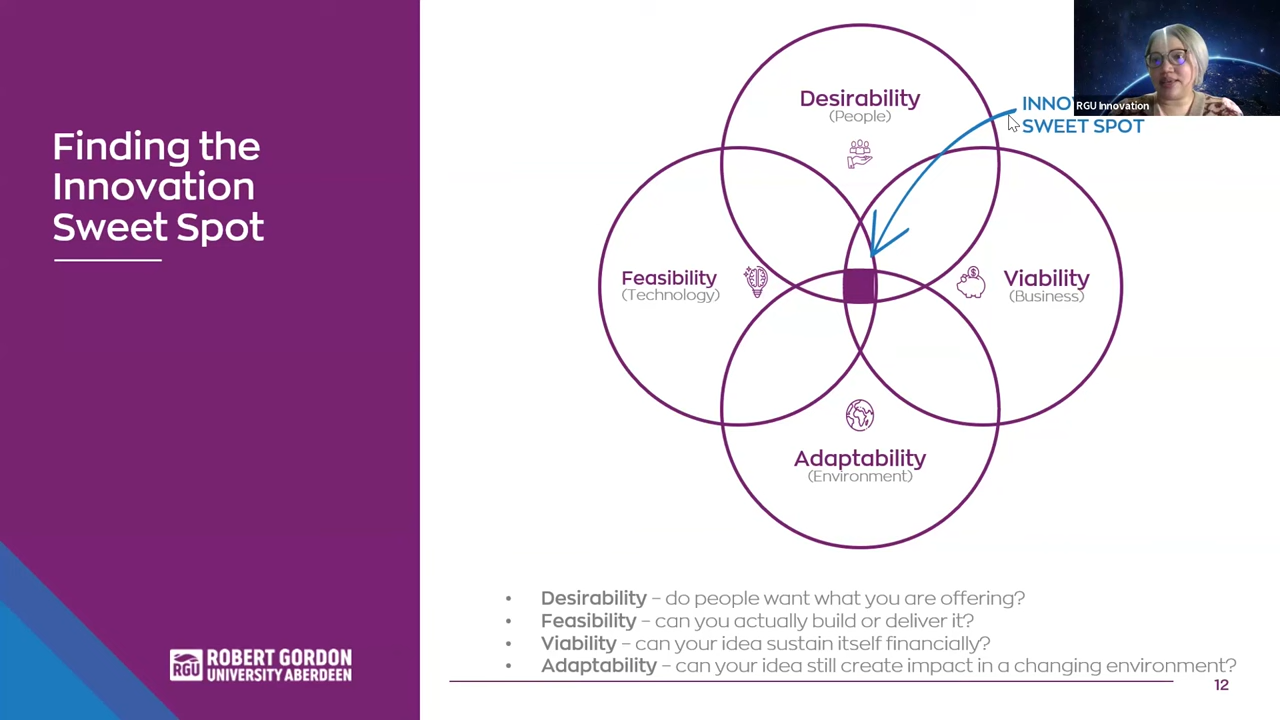 Finding the
Innovation
Sweet Spot
Desirability
(People)
SWEET SPOT
RGU Innovation
Feasibility
(Technology)
Viability
(Business)
Adaptability
(Environment)
• Desirability – do people want what you are offering?
• Feasibility – can you actually build or deliver it?
• Viability – can your idea sustain itself financially?
• Adaptability – can your idea still create impact in a changing environment?
RGU
ROBERT GORDON
UNIVERSITY ABERDEEN
12